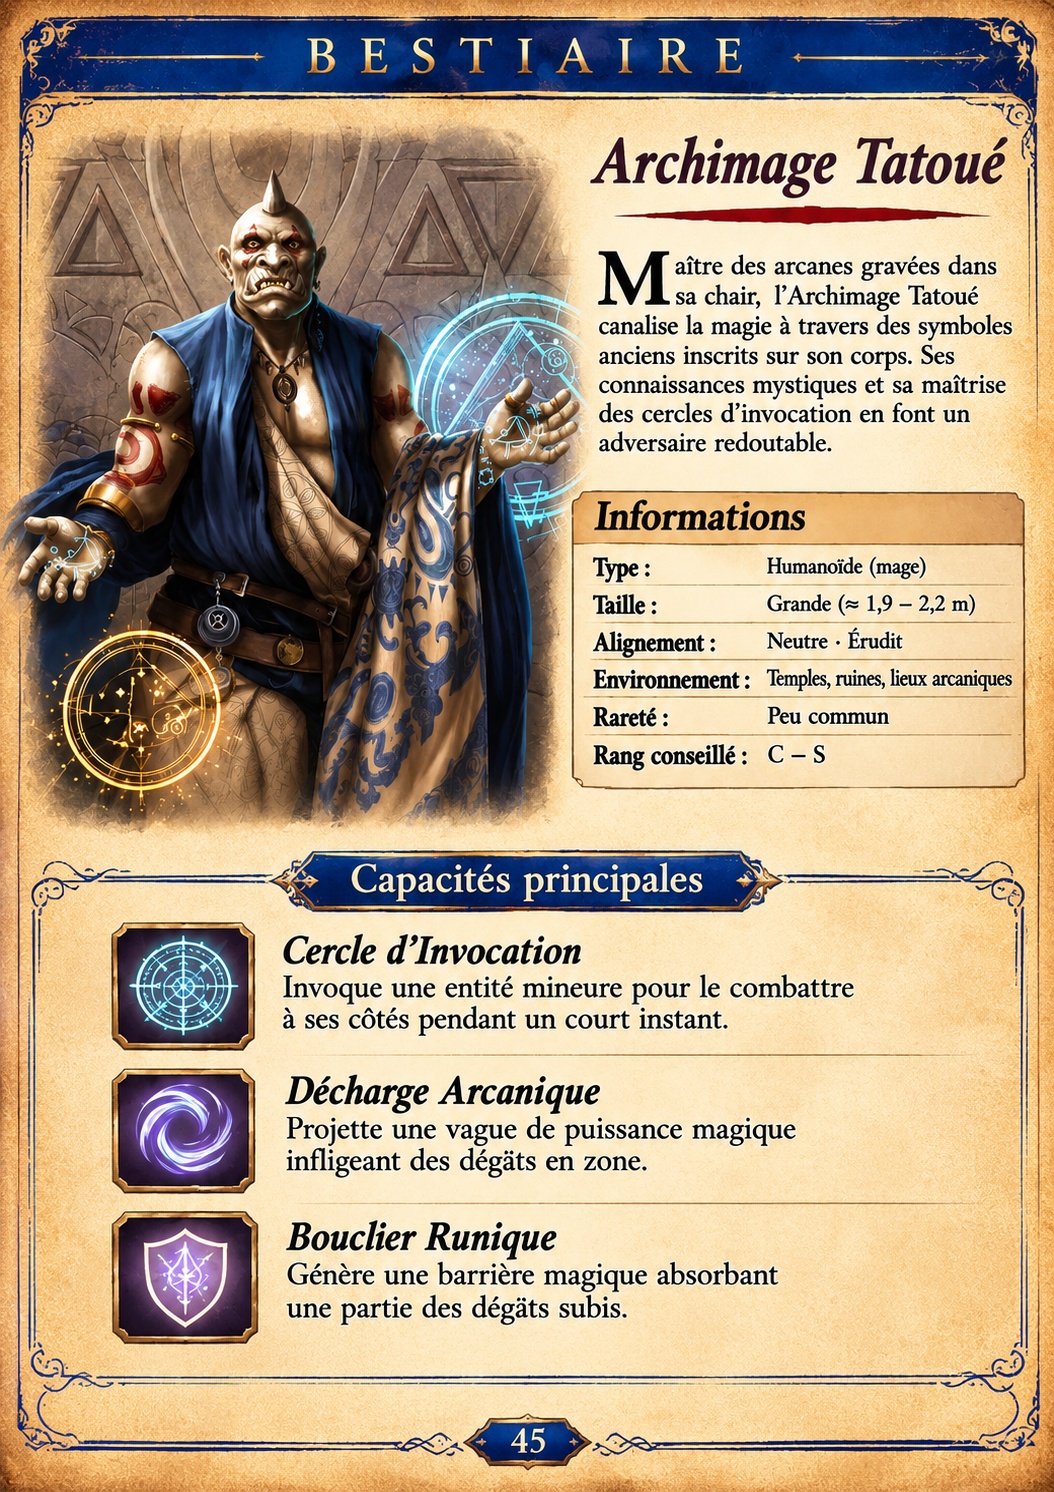 BESTIAIRE
Archimage Tatoué
Maître des arcanes gravées dans
sa chair, l’Archimage Tatoué
canalise la magie à travers des symboles
anciens inscrits sur son corps. Ses
connaissances mystiques et sa maîtrise
des cercles d’invocation en font un
adversaire redoutable.
Informations
Type : Humanoïde (mage)
Taille : Grande (≈ 1,9 – 2,2 m)
Alignement : Neutre · Érudit
Environnement : Temples, ruines, lieux arcaniques
Rareté : Peu commun
Rang conseillé : C – S
Capacités principales
Cercle d’Invocation
Invoque une entité mineure pour le combattre
à ses côtés pendant un court instant.
Décharge Arcanique
Projette une vague de puissance magique
infligeant des dégäts en zone.
Bouclier Runique
Génère une barrière magique absorbant
une partie des dégäts subis.
45